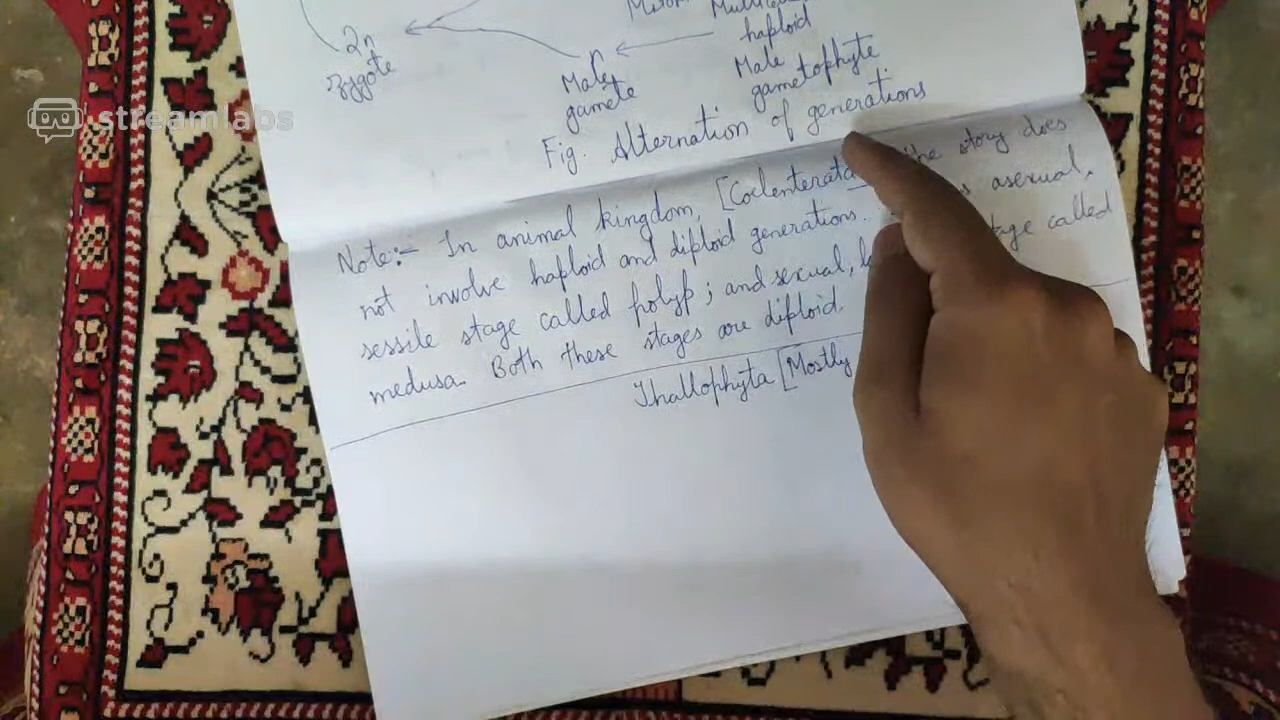 streamlabs
2n
zygote
n
Male
gamete
haploid
Male
gametophyte
Fig. Alternation of generations
Note:- In animal kingdom, [Coelenterata the story does
not involve haploid and diploid generations. asexual,
sessile stage called polyp; and sexual, called
medusa. Both these stages are diploid.
Thallophyta [Mostly